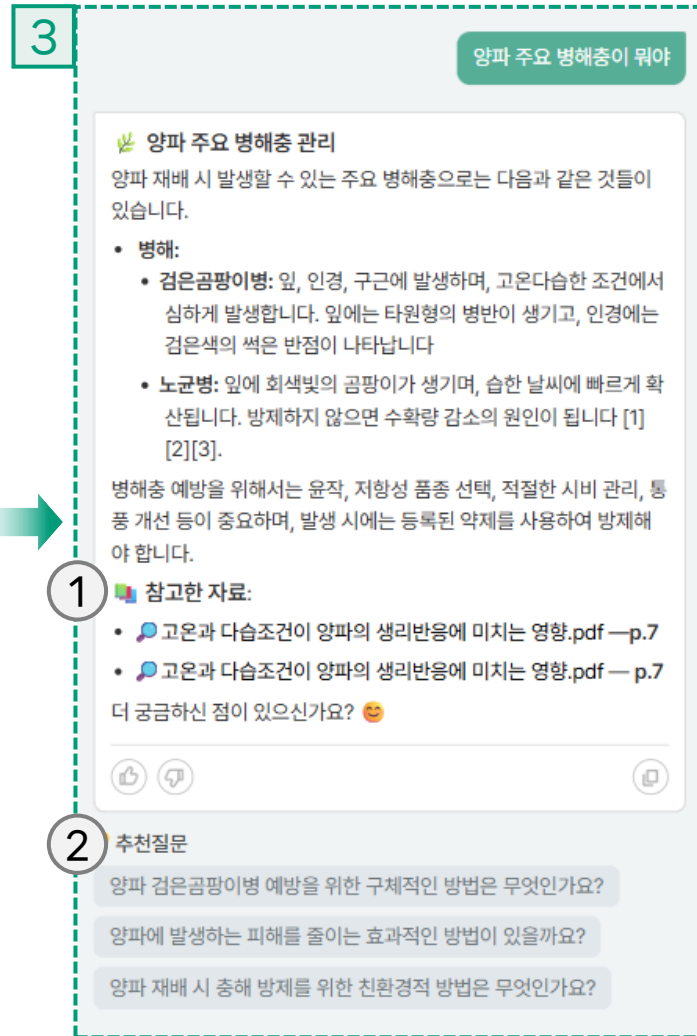 3
양파 주요 병해충이 뭐야
🌿 양파 주요 병해충 관리
양파 재배 시 발생할 수 있는 주요 병해충으로는 다음과 같은 것들이
있습니다.
• 병해:
• 검은곰팡이병: 잎, 인경, 구근에 발생하며, 고온다습한 조건에서
심하게 발생합니다. 잎에는 타원형의 병반이 생기고, 인경에는
검은색의 썩은 반점이 나타납니다
• 노균병: 잎에 회색빛의 곰팡이가 생기며, 습한 날씨에 빠르게 확
산됩니다. 방제하지 않으면 수확량 감소의 원인이 됩니다 [1]
[2][3].
병해충 예방을 위해서는 윤작, 저항성 품종 선택, 적절한 시비 관리, 통
풍 개선 등이 중요하며, 발생 시에는 등록된 약제를 사용하여 방제해
야 합니다.
1 📚 참고한 자료:
• 🔎 고온과 다습조건이 양파의 생리반응에 미치는 영향.pdf —p.7
• 🔎 고온과 다습조건이 양파의 생리반응에 미치는 영향.pdf — p.7
더 궁금하신 점이 있으신가요? 😊
2 추천질문
양파 검은곰팡이병 예방을 위한 구체적인 방법은 무엇인가요?
양파에 발생하는 피해를 줄이는 효과적인 방법이 있을까요?
양파 재배 시 충해 방제를 위한 친환경적 방법은 무엇인가요?